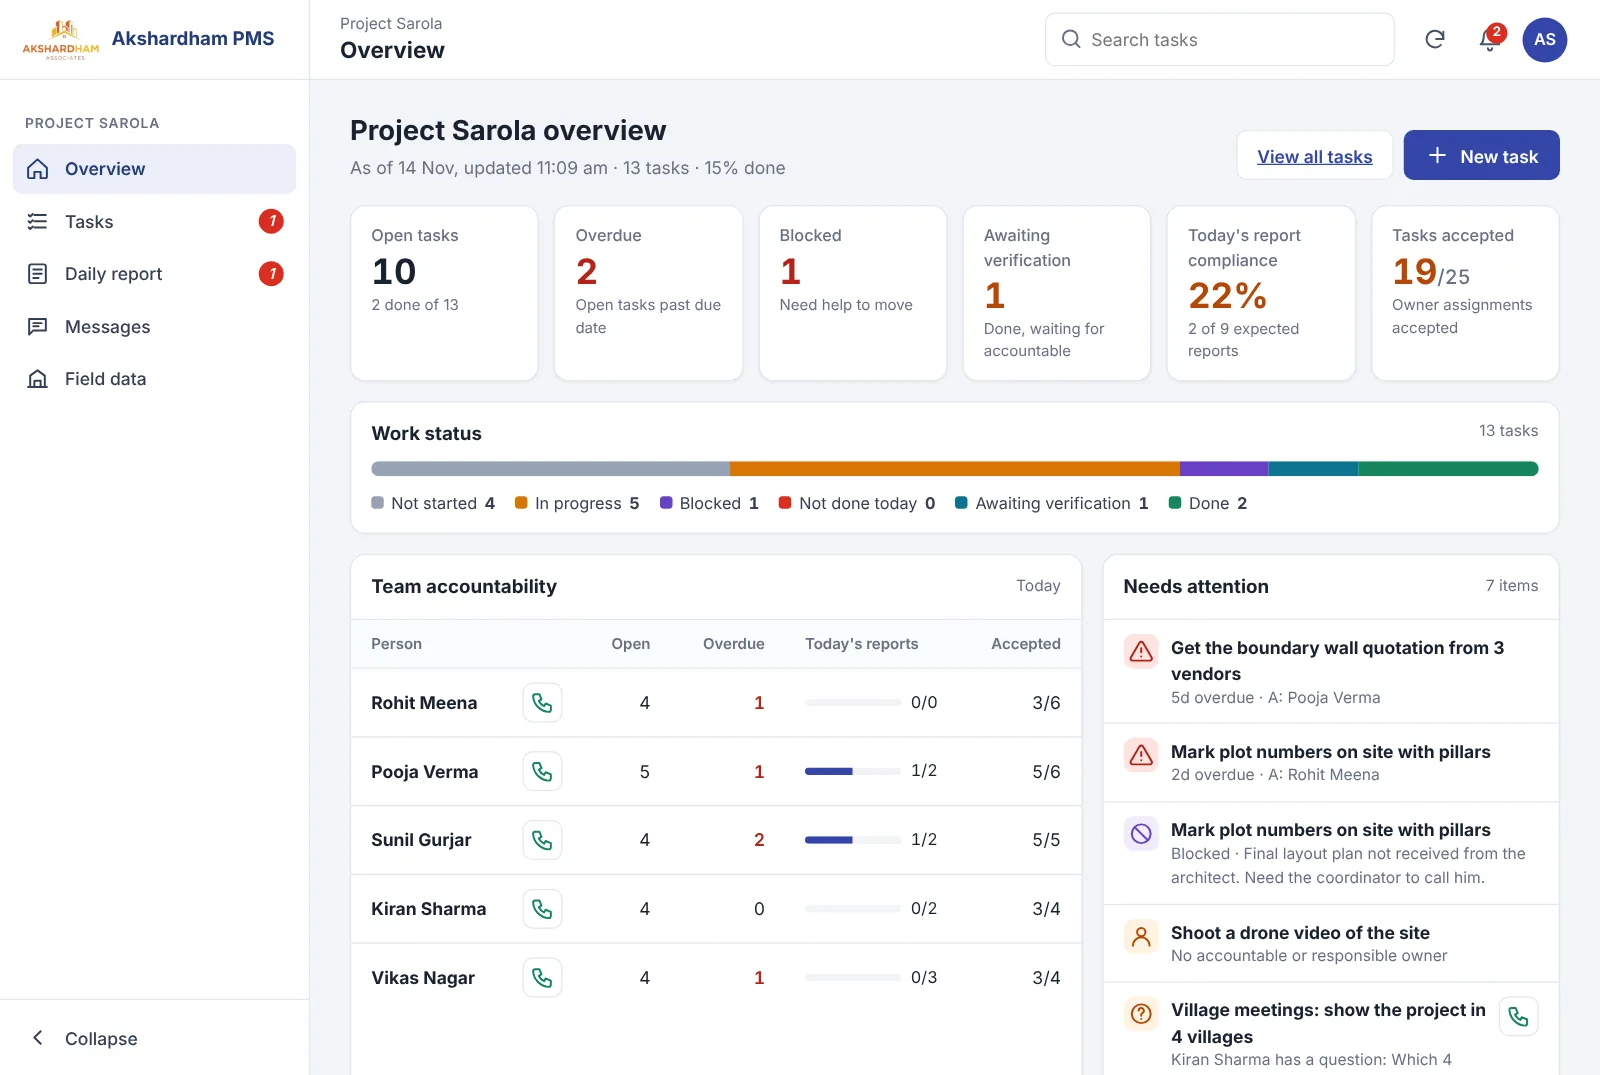 AKSHARDHAM
ASSOCIATES
Akshardham PMS
Project Sarola
Overview
Search tasks
2
AS
PROJECT SAROLA
Overview
Tasks
1
Daily report
1
Messages
Field data
Collapse
Project Sarola overview
As of 14 Nov, updated 11:09 am · 13 tasks · 15% done
View all tasks
New task
Open tasks
10
2 done of 13
Overdue
2
Open tasks past due
date
Blocked
1
Need help to move
Awaiting
verification
1
Done, waiting for
accountable
Today's report
compliance
22%
2 of 9 expected
reports
Tasks accepted
19/25
Owner assignments
accepted
Work status
13 tasks
Not started 4
In progress 5
Blocked 1
Not done today 0
Awaiting verification 1
Done 2
Team accountability
Today
Person Open Overdue Today's reports Accepted
Rohit Meena 4 1 0/0 3/6
Pooja Verma 5 1 1/2 5/6
Sunil Gurjar 4 2 1/2 5/5
Kiran Sharma 4 0 0/2 3/4
Vikas Nagar 4 1 0/3 3/4
Needs attention
7 items
Get the boundary wall quotation from 3
vendors
5d overdue · A: Pooja Verma
Mark plot numbers on site with pillars
2d overdue · A: Rohit Meena
Mark plot numbers on site with pillars
Blocked · Final layout plan not received from the
architect. Need the coordinator to call him.
Shoot a drone video of the site
No accountable or responsible owner
Village meetings: show the project in
4 villages
Kiran Sharma has a question: Which 4